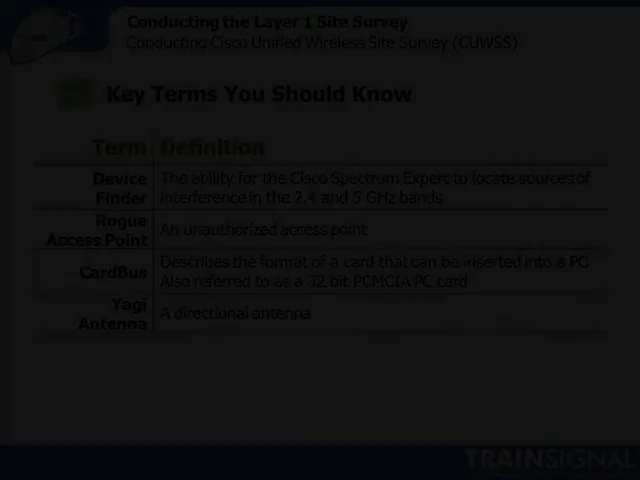 Conducting the Layer 1 Site Survey
Conducting Cisco Unified Wireless Site Survey (CUWSS)
Key Terms You Should Know
Term Definition
Device Finder The ability for the Cisco Spectrum Expert to locate sources of
interference in the 2.4 and 5 GHz bands
Rogue Access Point An unauthorized access point
CardBus Describes the format of a card that can be inserted into a PC
Also referred to as a 32 bit PCMCIA PC card
Yagi Antenna A directional antenna
TRAINSIGNAL